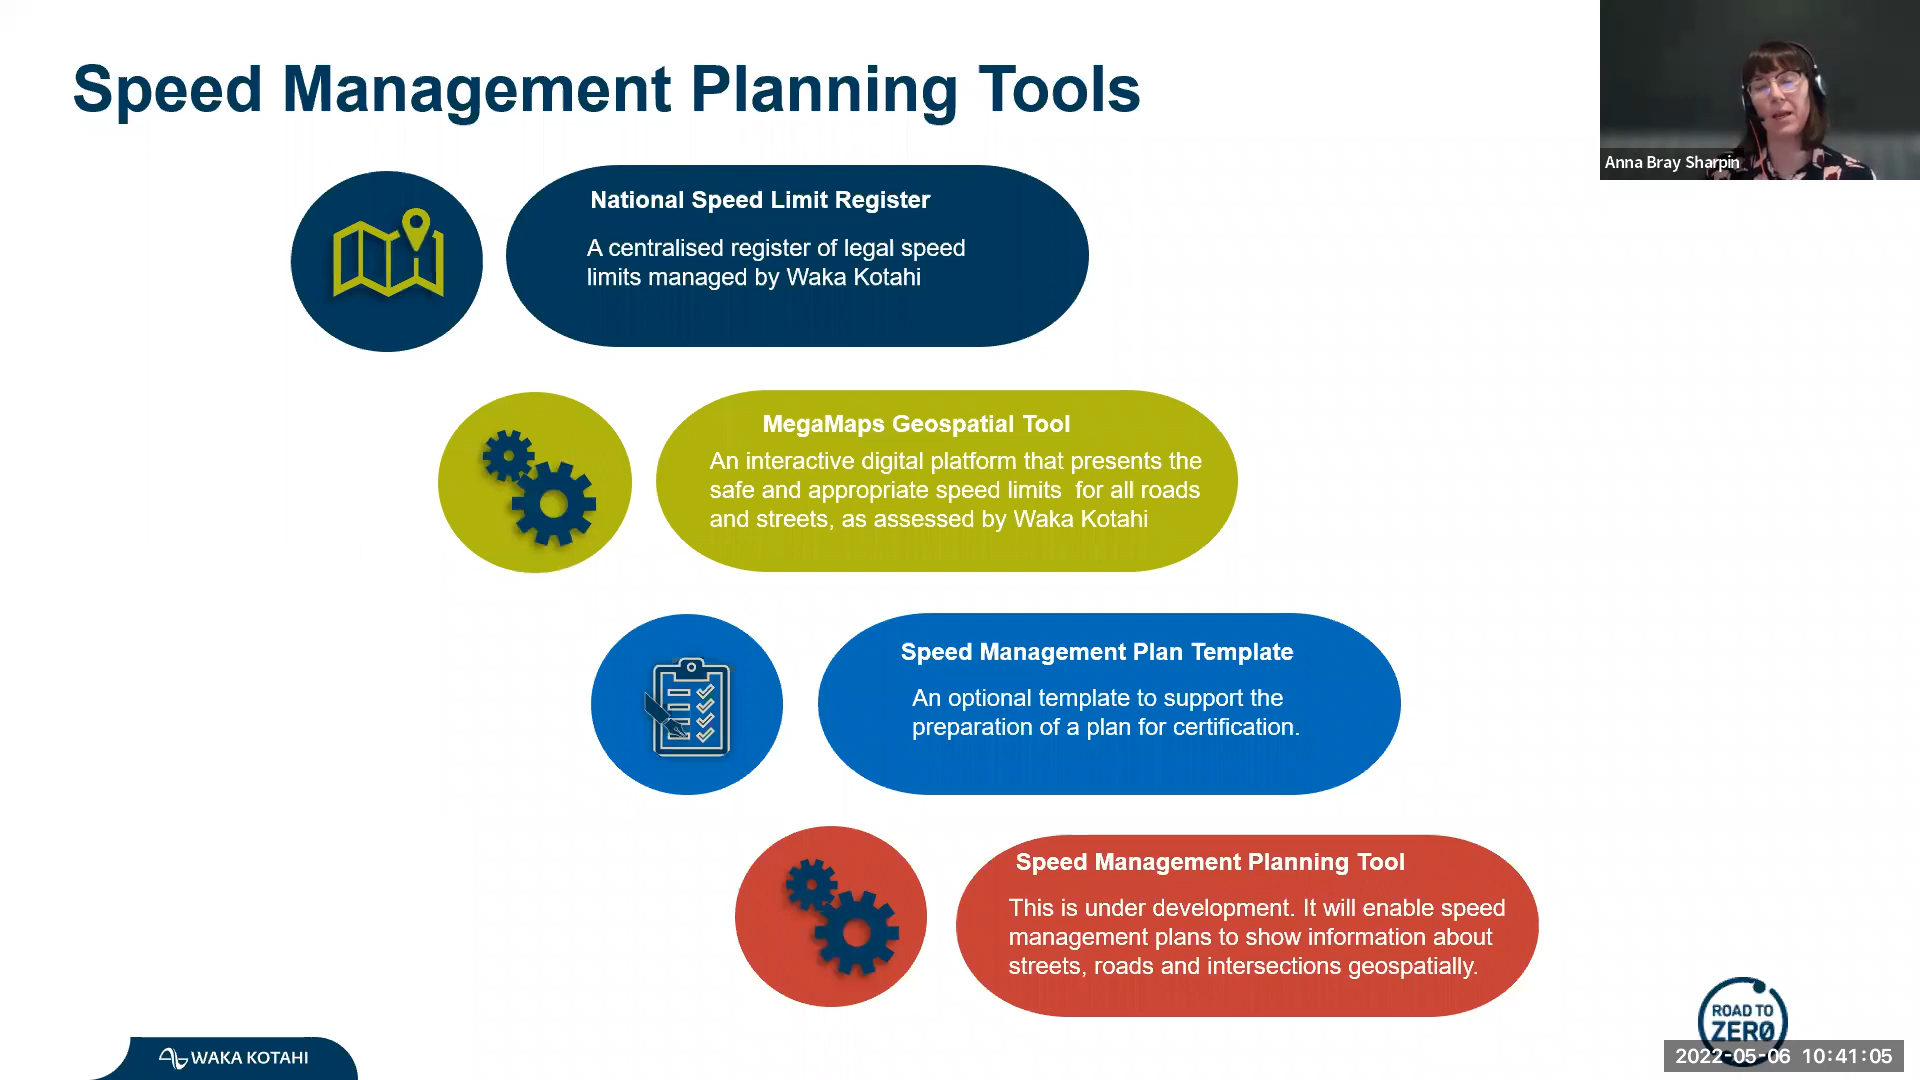 Speed Management Planning Tools
Anna Bray Sharpin
National Speed Limit Register
A centralised register of legal speed
limits managed by Waka Kotahi
MegaMaps Geospatial Tool
An interactive digital platform that presents the
safe and appropriate speed limits for all roads
and streets, as assessed by Waka Kotahi
Speed Management Plan Template
An optional template to support the
preparation of a plan for certification.
Speed Management Planning Tool
This is under development. It will enable speed
management plans to show information about
streets, roads and intersections geospatially.
WAKA KOTAHI
ROAD TO
ZERO
2022-05-06 10:41:05